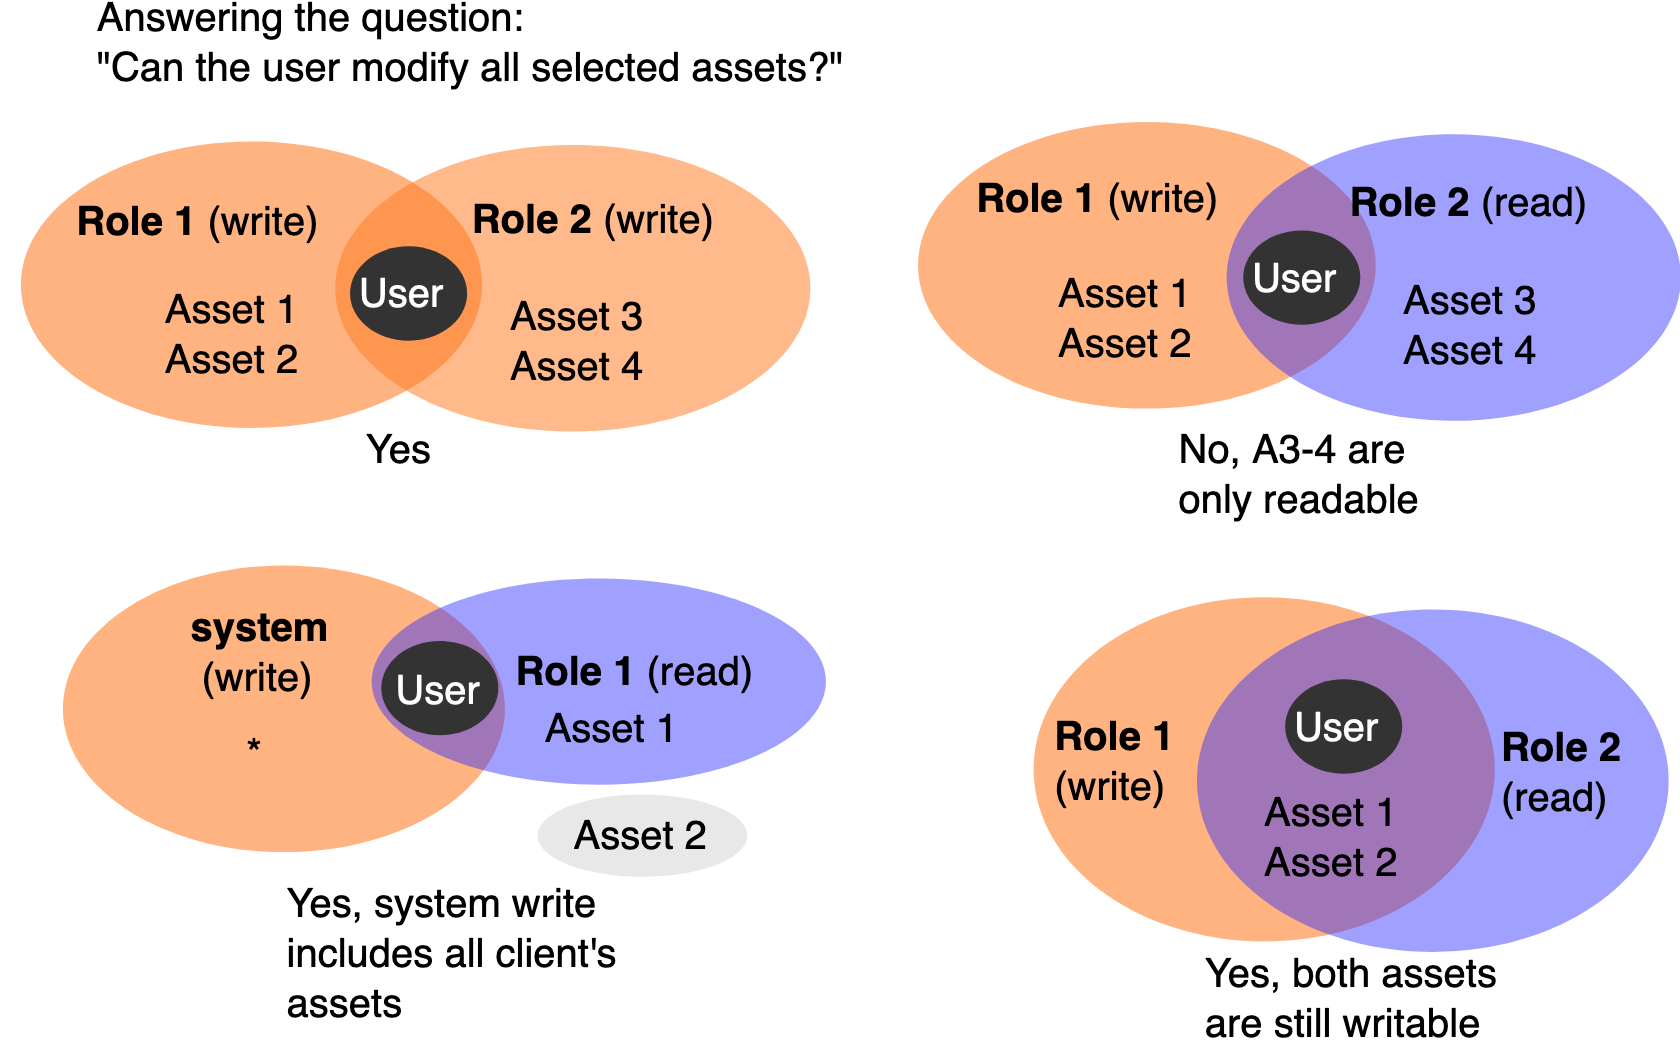 Answering the question:
"Can the user modify all selected assets?"
Role 1 (write)
Role 2 (write)
User
Asset 1
Asset 2
Asset 3
Asset 4
Yes
Role 1 (write)
Role 2 (read)
User
Asset 1
Asset 2
Asset 3
Asset 4
No, A3-4 are
only readable
system
(write)
*
User
Role 1 (read)
Asset 1
Asset 2
Yes, system write
includes all client's
assets
Role 1
(write)
User
Asset 1
Asset 2
Role 2
(read)
Yes, both assets
are still writable